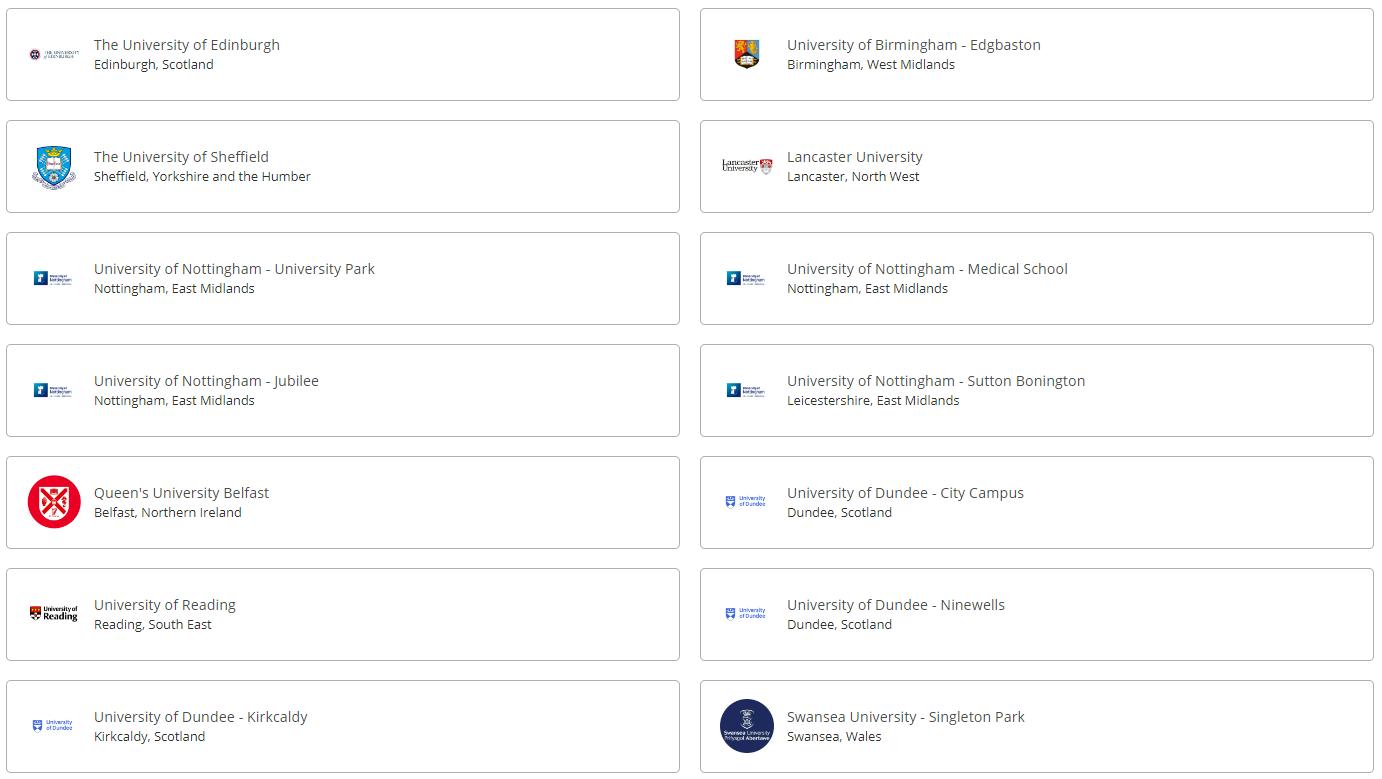 THE UNIVERSITY
of EDINBURGH
The University of Edinburgh
Edinburgh, Scotland
University of Birmingham - Edgbaston
Birmingham, West Midlands
The University of Sheffield
Sheffield, Yorkshire and the Humber
Lancaster
University
Lancaster University
Lancaster, North West
University of
Nottingham
University of Nottingham - University Park
Nottingham, East Midlands
University of
Nottingham
University of Nottingham - Medical School
Nottingham, East Midlands
University of
Nottingham
University of Nottingham - Jubilee
Nottingham, East Midlands
University of
Nottingham
University of Nottingham - Sutton Bonington
Leicestershire, East Midlands
Queen's University Belfast
Belfast, Northern Ireland
University
of Dundee
University of Dundee - City Campus
Dundee, Scotland
University of
Reading
University of Reading
Reading, South East
University
of Dundee
University of Dundee - Ninewells
Dundee, Scotland
University
of Dundee
University of Dundee - Kirkcaldy
Kirkcaldy, Scotland
Swansea University
Prifysgol Abertawe
Swansea University - Singleton Park
Swansea, Wales